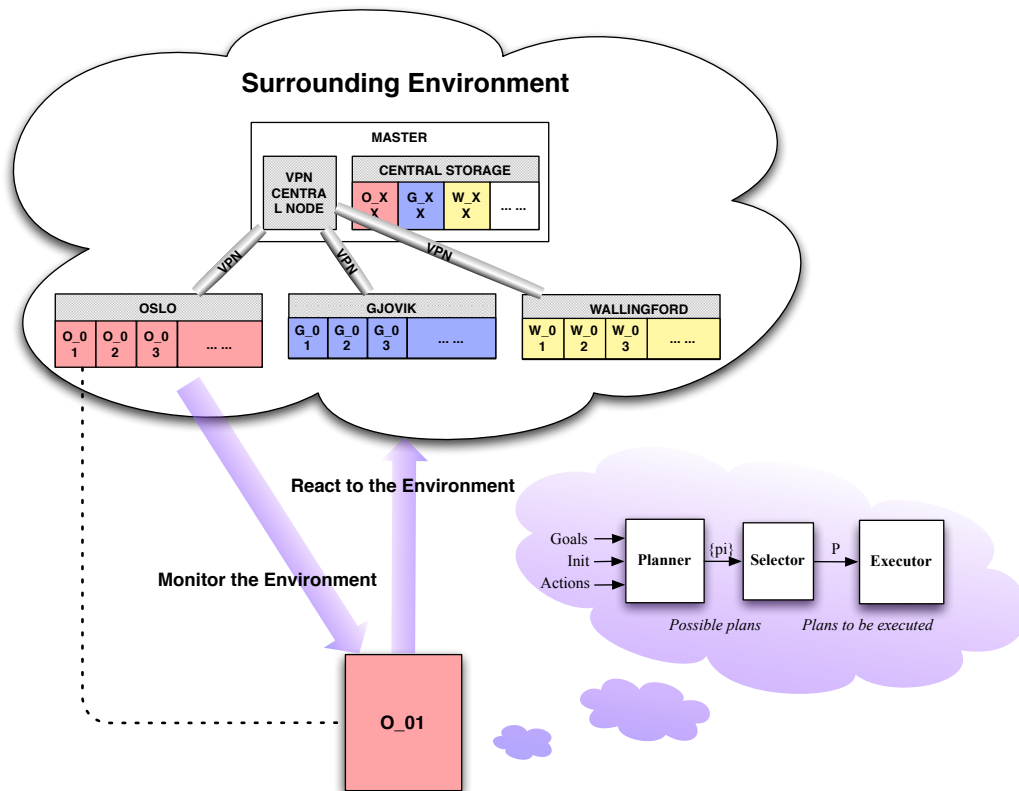 Surrounding Environment
MASTER
VPN
CENTRA
L NODE
CENTRAL STORAGE
O_X
X
G_X
X
W_X
X
... ...
VPN
VPN
VPN
OSLO
O_0
1
O_0
2
O_0
3
... ...
GJOVIK
G_0
1
G_0
2
G_0
3
... ...
WALLINGFORD
W_0
1
W_0
2
W_0
3
... ...
React to the Environment
Monitor the Environment
O_01
Goals
Init
Actions
Planner
{pi}
Selector
P
Executor
Possible plans
Plans to be executed